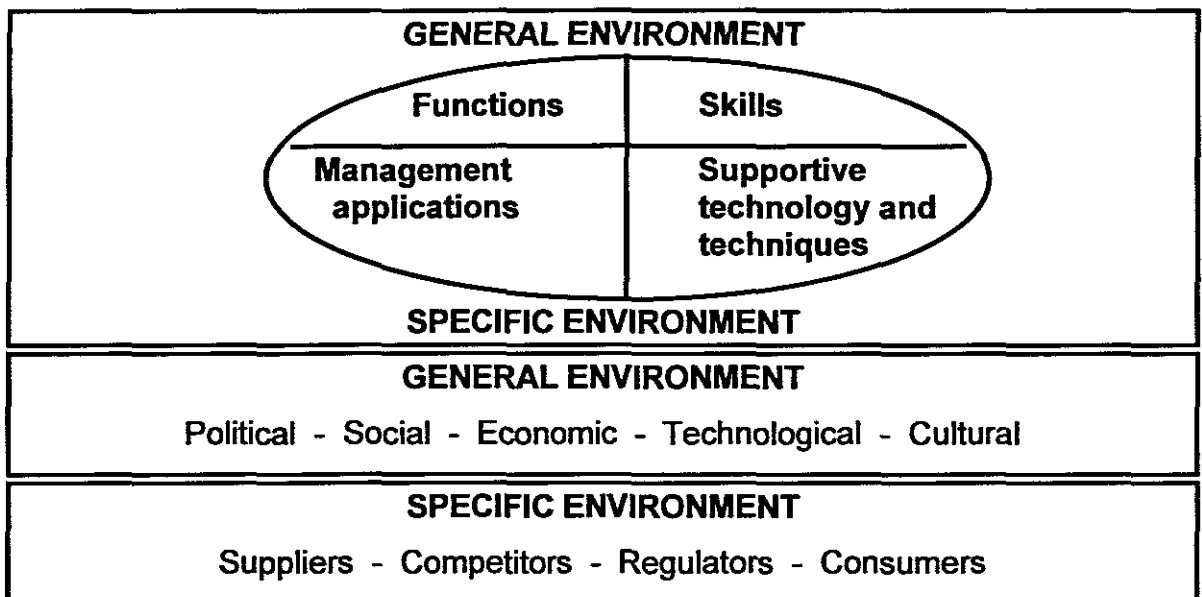 GENERAL ENVIRONMENT
Functions
Skills
Management
applications
Supportive
technology and
techniques
SPECIFIC ENVIRONMENT
GENERAL ENVIRONMENT
Political - Social - Economic - Technological - Cultural
SPECIFIC ENVIRONMENT
Suppliers - Competitors - Regulators - Consumers